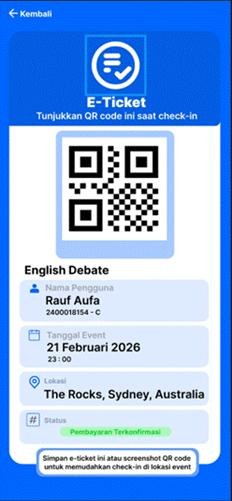 Kembali
E-Ticket
Tunjukkan QR code ini saat check-in
English Debate
Nama Pengguna
Rauf Aufa
2400018154 - C
Tanggal Event
21 Februari 2026
23 : 00
Lokasi
The Rocks, Sydney, Australia
# Status
Pembayaran Terkonfirmasi
Simpan e-ticket ini atau screenshot QR code
untuk memudahkan check-in di lokasi event